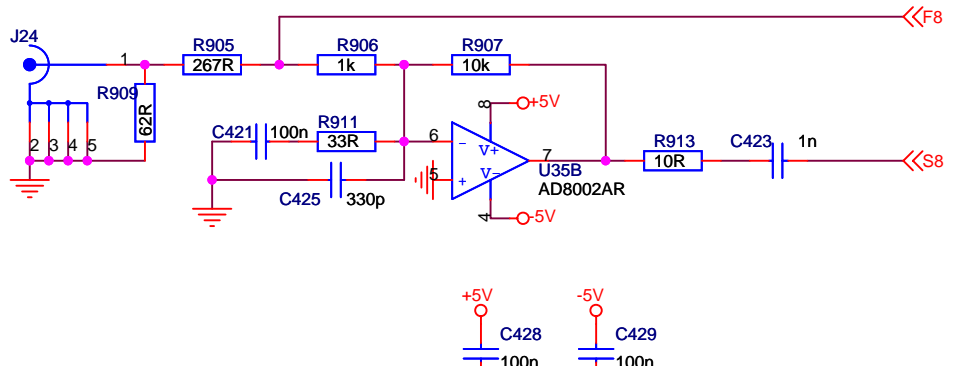 F8
J24
1
R905
267R
R906
1k
R907
10k
R909
62R
2
3
4
5
C421
100n
R911
33R
C425
330p
6
-
5
+
8
+5V
V+
V-
4
-5V
7
U35B
AD8002AR
R913
10R
C423
1n
S8
+5V
-5V
C428
100n
C429
100n